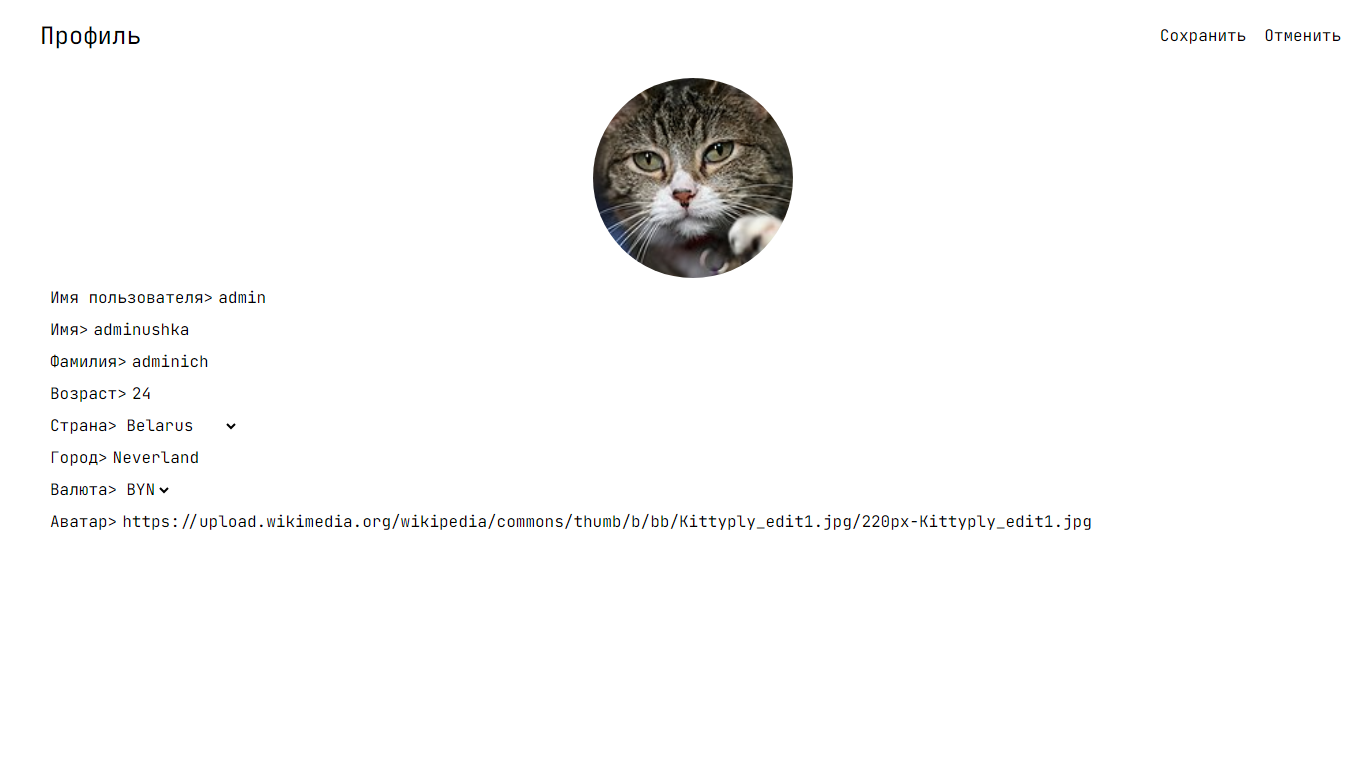 Профиль
Сохранить Отменить
Имя пользователя> admin
Имя> adminushka
Фамилия> adminich
Возраст> 24
Страна> Belarus
Город> Neverland
Валюта> BYN
Аватар> https://upload.wikimedia.org/wikipedia/commons/thumb/b/bb/Kittyply_edit1.jpg/220px-Kittyply_edit1.jpg